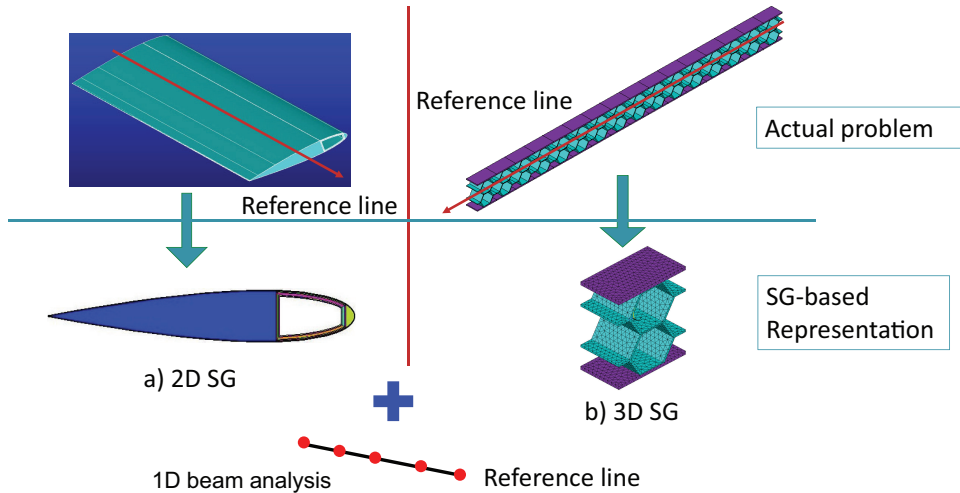 Reference line
Actual problem
Reference line
SG-based
Representation
a) 2D SG
b) 3D SG
1D beam analysis
Reference line